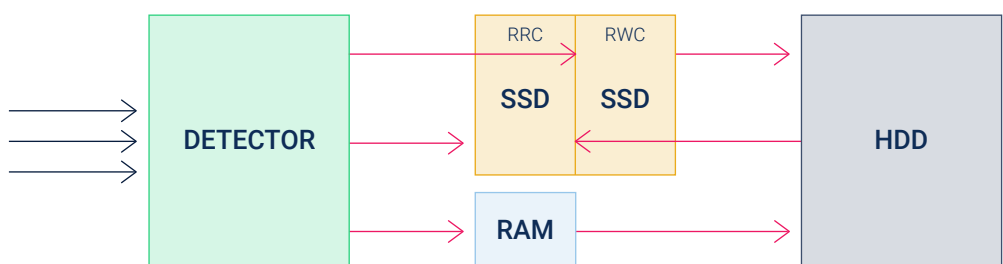 RRC
RWC
SSD
SSD
DETECTOR
HDD
RAM